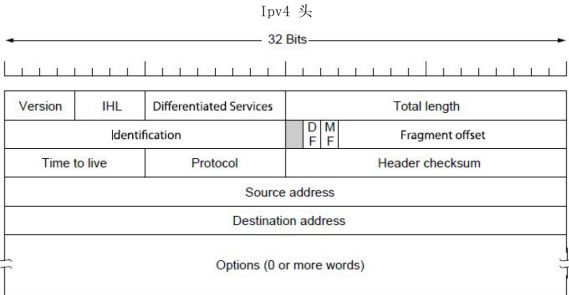 Ipv4 头
32 Bits
Version IHL Differentiated Services Total length
Identification D F M F Fragment offset
Time to live Protocol Header checksum
Source address
Destination address
Options (0 or more words)